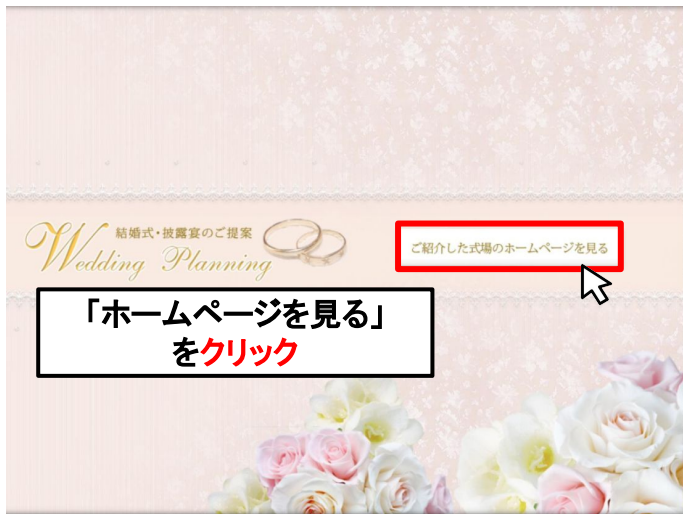 結婚式・披露宴のご提案
Wedding Planning
ご紹介した式場のホームページを見る
「ホームページを見る」
をクリック